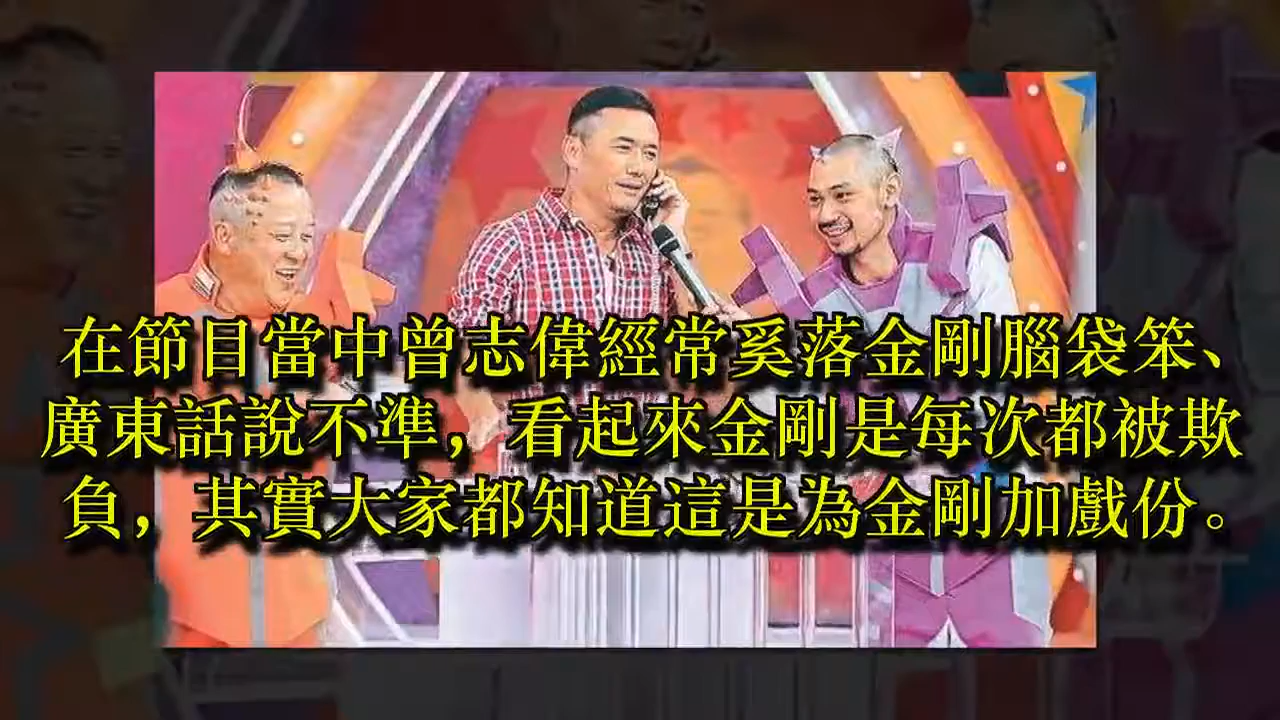 在節目當中曾志偉經常奚落金剛腦袋笨、
廣東話說不準，看起來金剛是每次都被欺
負，其實大家都知道這是為金剛加戲份。